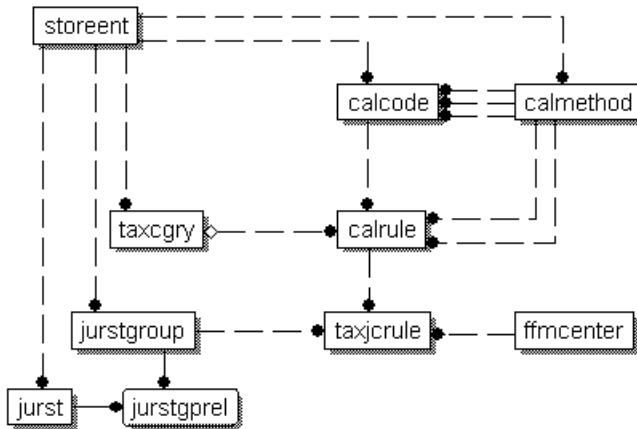 storeent
calcode
calmethod
taxcgry
calrule
jurstgroup
taxjcrule
ffmcenter
jurst
jurstgprel